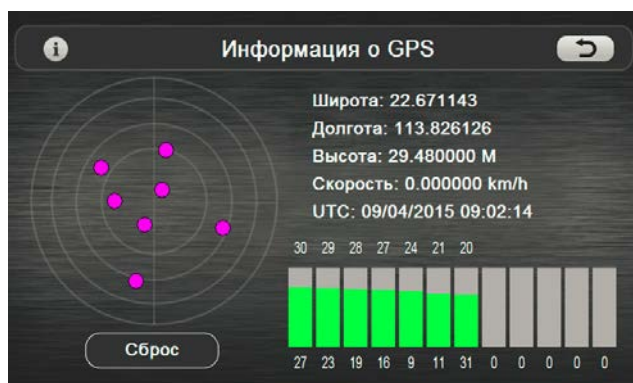 Информация о GPS
Широта: 22.671143
Долгота: 113.826126
Высота: 29.480000 М
Скорость: 0.000000 km/h
UTC: 09/04/2015 09:02:14
30 29 28 27 24 21 20
27 23 19 16 9 11 31 0 0 0 0 0
Сброс